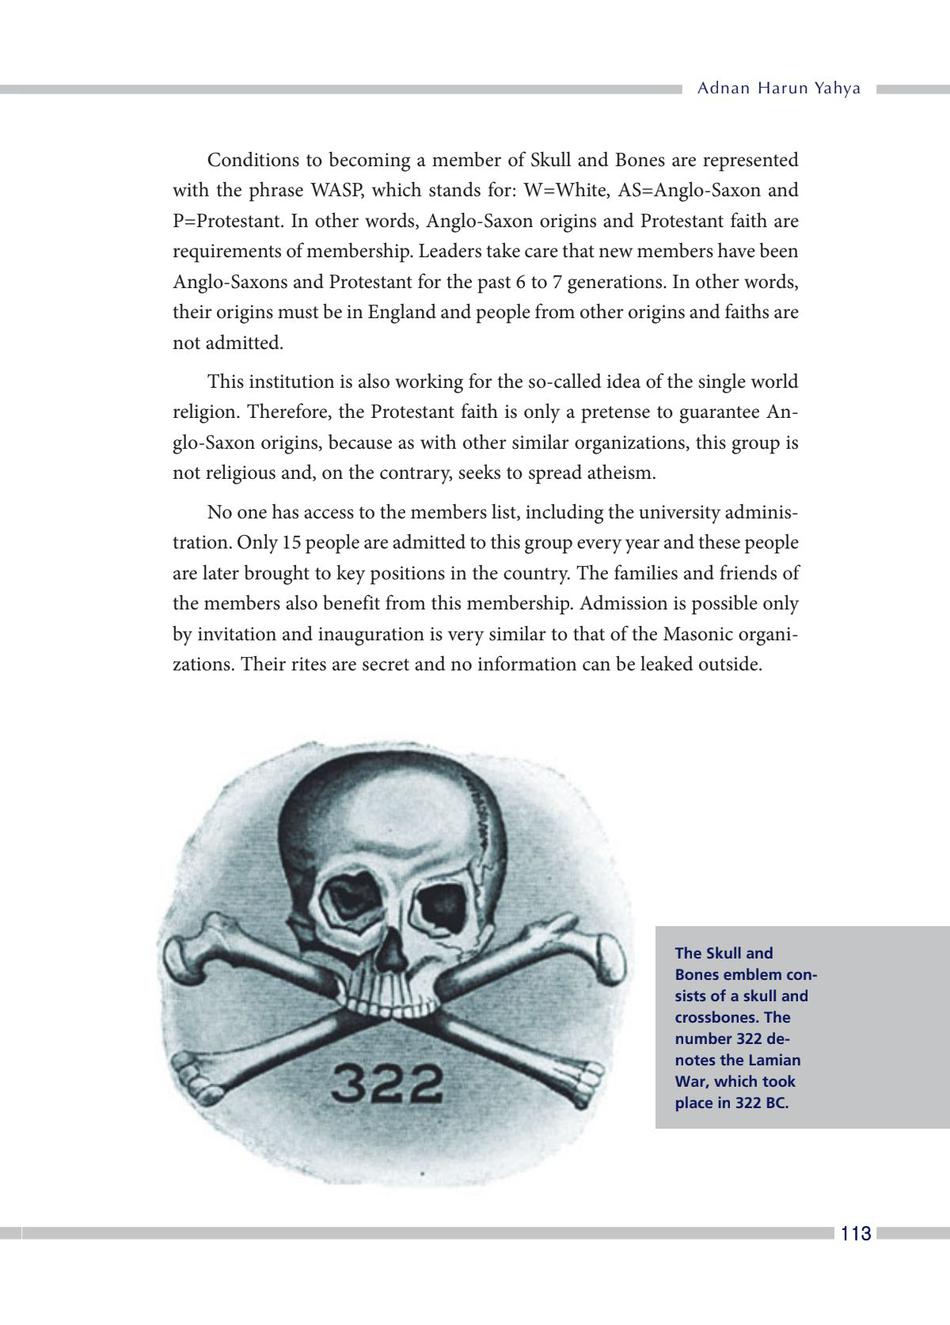 Adnan Harun Yahya
Conditions to becoming a member of Skull and Bones are represented
with the phrase WASP, which stands for: W=White, AS=Anglo-Saxon and
P=Protestant. In other words, Anglo-Saxon origins and Protestant faith are
requirements of membership. Leaders take care that new members have been
Anglo-Saxons and Protestant for the past 6 to 7 generations. In other words,
their origins must be in England and people from other origins and faiths are
not admitted.
This institution is also working for the so-called idea of the single world
religion. Therefore, the Protestant faith is only a pretense to guarantee An-
glo-Saxon origins, because as with other similar organizations, this group is
not religious and, on the contrary, seeks to spread atheism.
No one has access to the members list, including the university adminis-
tration. Only 15 people are admitted to this group every year and these people
are later brought to key positions in the country. The families and friends of
the members also benefit from this membership. Admission is possible only
by invitation and inauguration is very similar to that of the Masonic organi-
zations. Their rites are secret and no information can be leaked outside.
322
The Skull and
Bones emblem con-
sists of a skull and
crossbones. The
number 322 de-
notes the Lamian
War, which took
place in 322 BC.
113